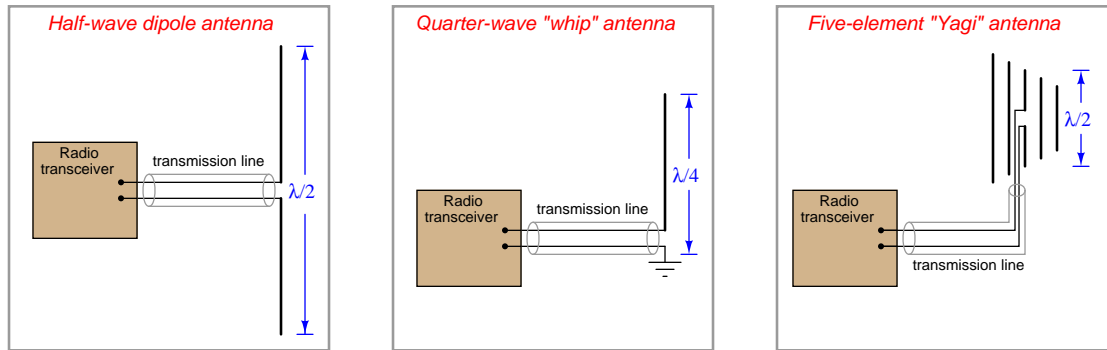 Half-wave dipole antenna
Radio
transceiver
transmission line
λ/2
Quarter-wave "whip" antenna
Radio
transceiver
transmission line
λ/4
Five-element "Yagi" antenna
Radio
transceiver
transmission line
λ/2